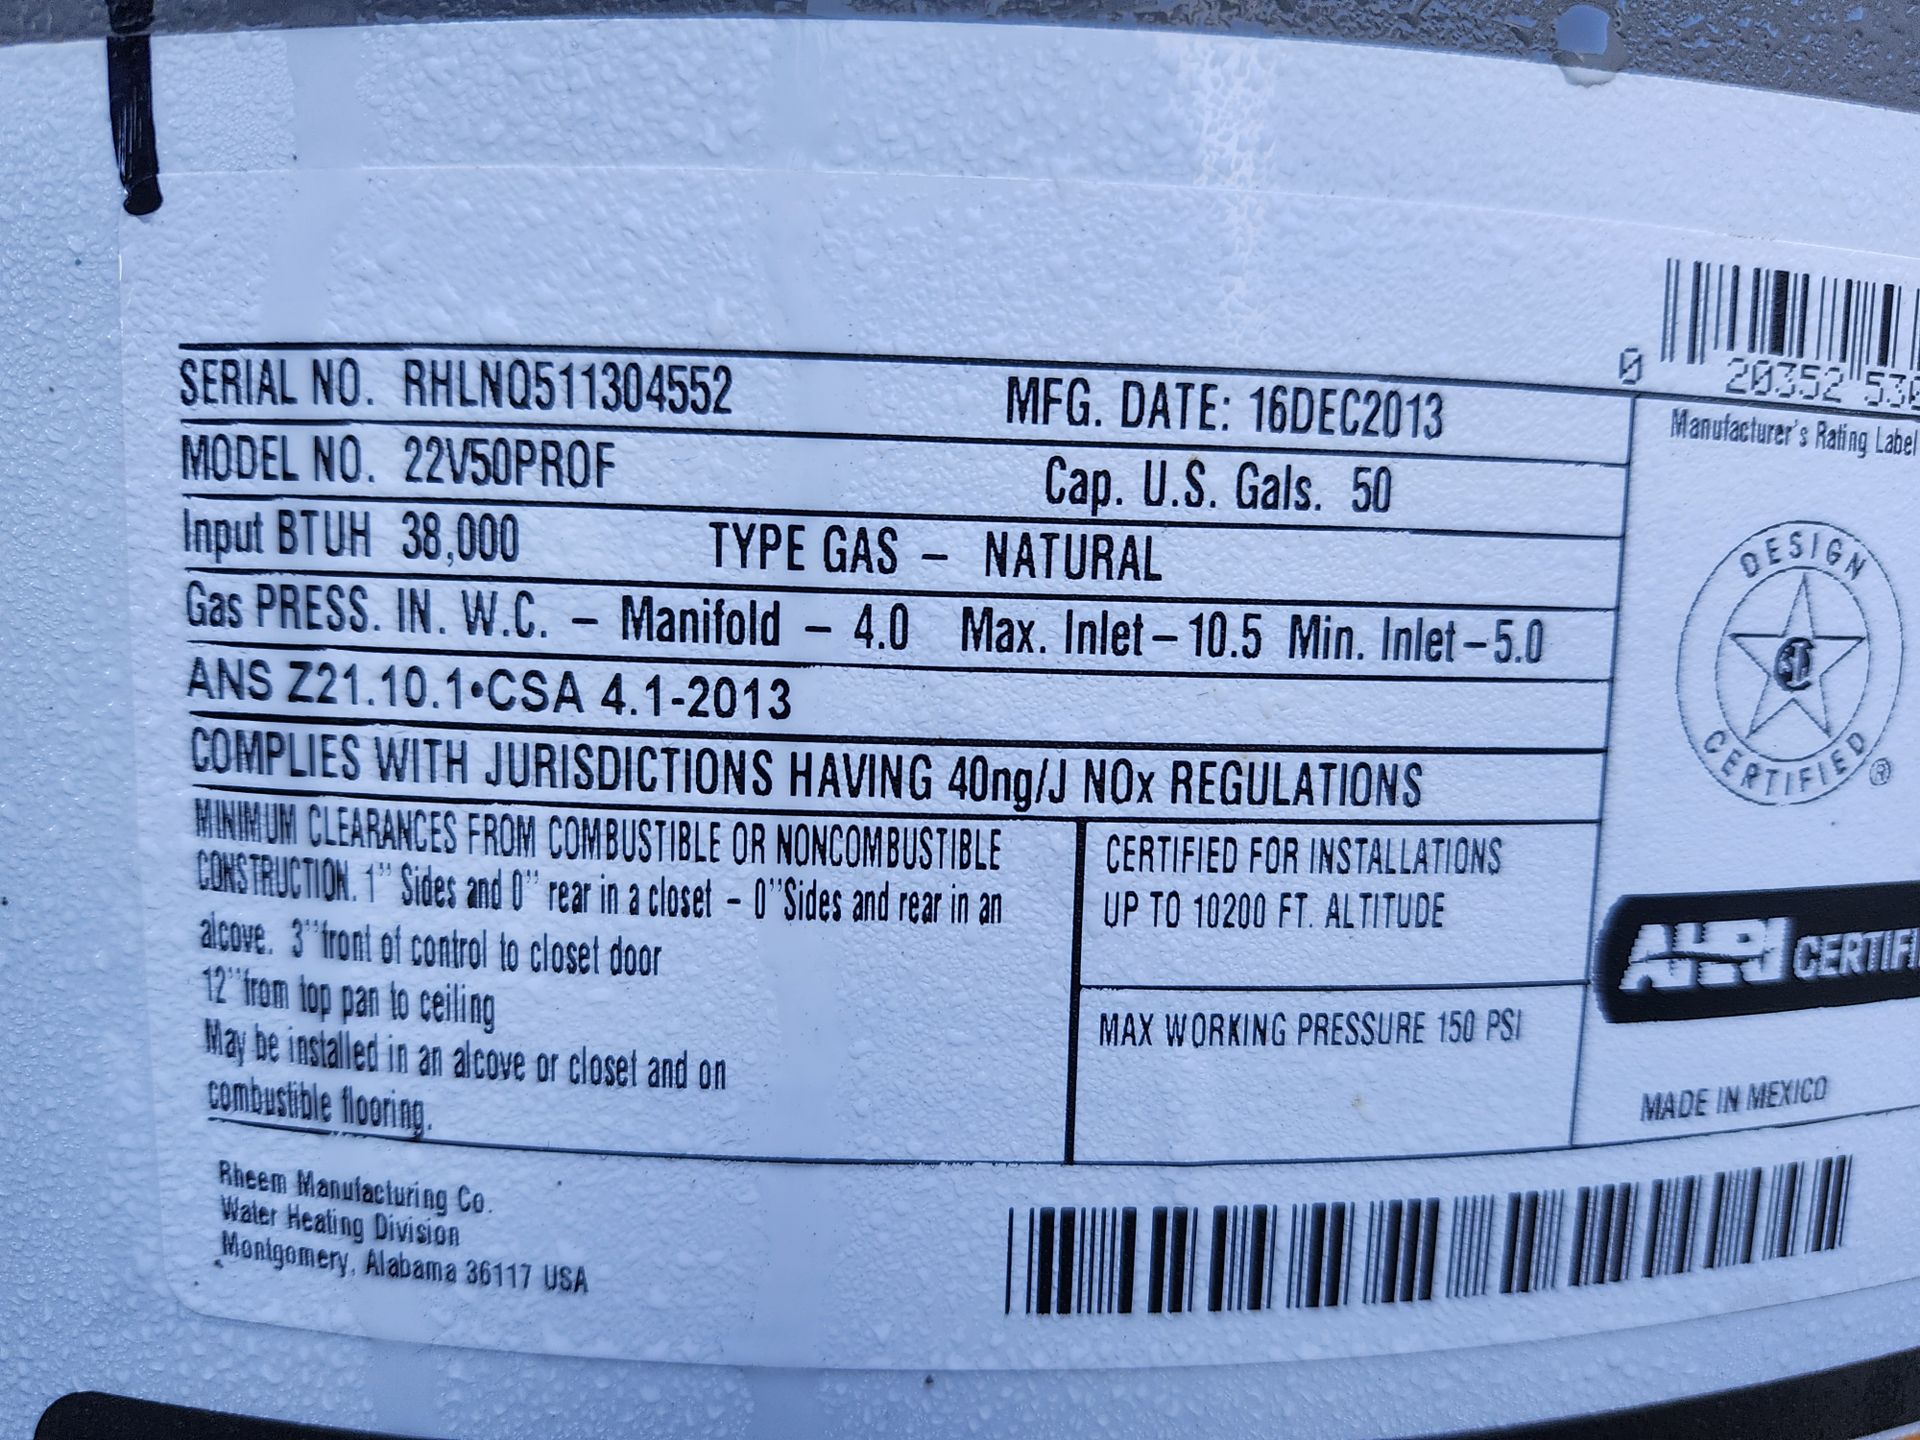 SERIAL NO. RHLNQ511304552 MFG. DATE: 16DEC2013
MODEL NO. 22V50PROF Cap. U.S. Gals. 50
Input BTUH 38,000 TYPE GAS – NATURAL
Gas PRESS. IN. W.C. – Manifold – 4.0 Max. Inlet – 10.5 Min. Inlet – 5.0
ANS Z21.10.1•CSA 4.1-2013
COMPLIES WITH JURISDICTIONS HAVING 40ng/J NOx REGULATIONS
MINIMUM CLEARANCES FROM COMBUSTIBLE OR NONCOMBUSTIBLE
CONSTRUCTION. 1" Sides and 0" rear in a closet – 0" Sides and rear in an
alcove. 3" front of control to closet door
12" from top pan to ceiling
May be installed in an alcove or closet and on
combustible flooring.
CERTIFIED FOR INSTALLATIONS
UP TO 10200 FT. ALTITUDE
MAX WORKING PRESSURE 150 PSI
Rheem Manufacturing Co.
Water Heating Division
Montgomery, Alabama 36117 USA
0 20352 53
Manufacturer's Rating Label
DESIGN
CERTIFIED ®
AHRI CERTIFI
MADE IN MEXICO